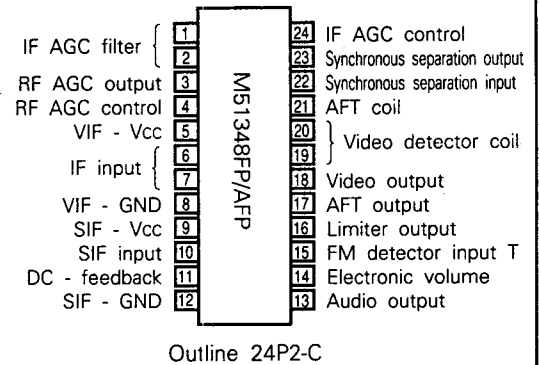 IF AGC filter
1
2
RF AGC output 3
RF AGC control 4
VIF - Vcc 5
IF input
6
7
VIF - GND 8
SIF - Vcc 9
SIF input 10
DC - feedback 11
SIF - GND 12
M51348FP/AFP
24 IF AGC control
23 Synchronous separation output
22 Synchronous separation input
21 AFT coil
20
19
Video detector coil
18 Video output
17 AFT output
16 Limiter output
15 FM detector input T
14 Electronic volume
13 Audio output
Outline 24P2-C